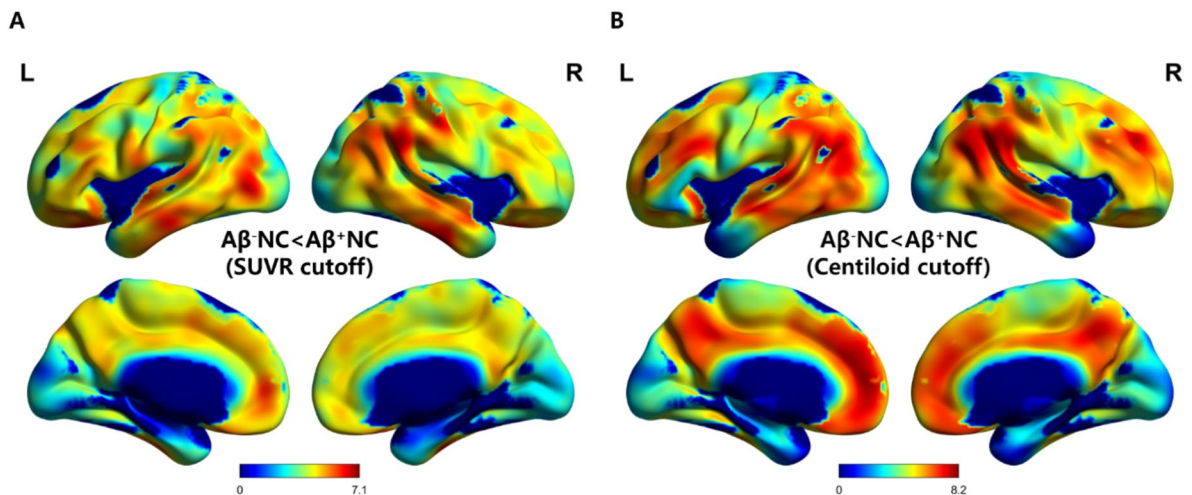 A
B
L
R
L
R
Aβ⁻NC<Aβ⁺NC
(SUVR cutoff)
Aβ⁻NC<Aβ⁺NC
(Centiloid cutoff)
0
7.1
0
8.2